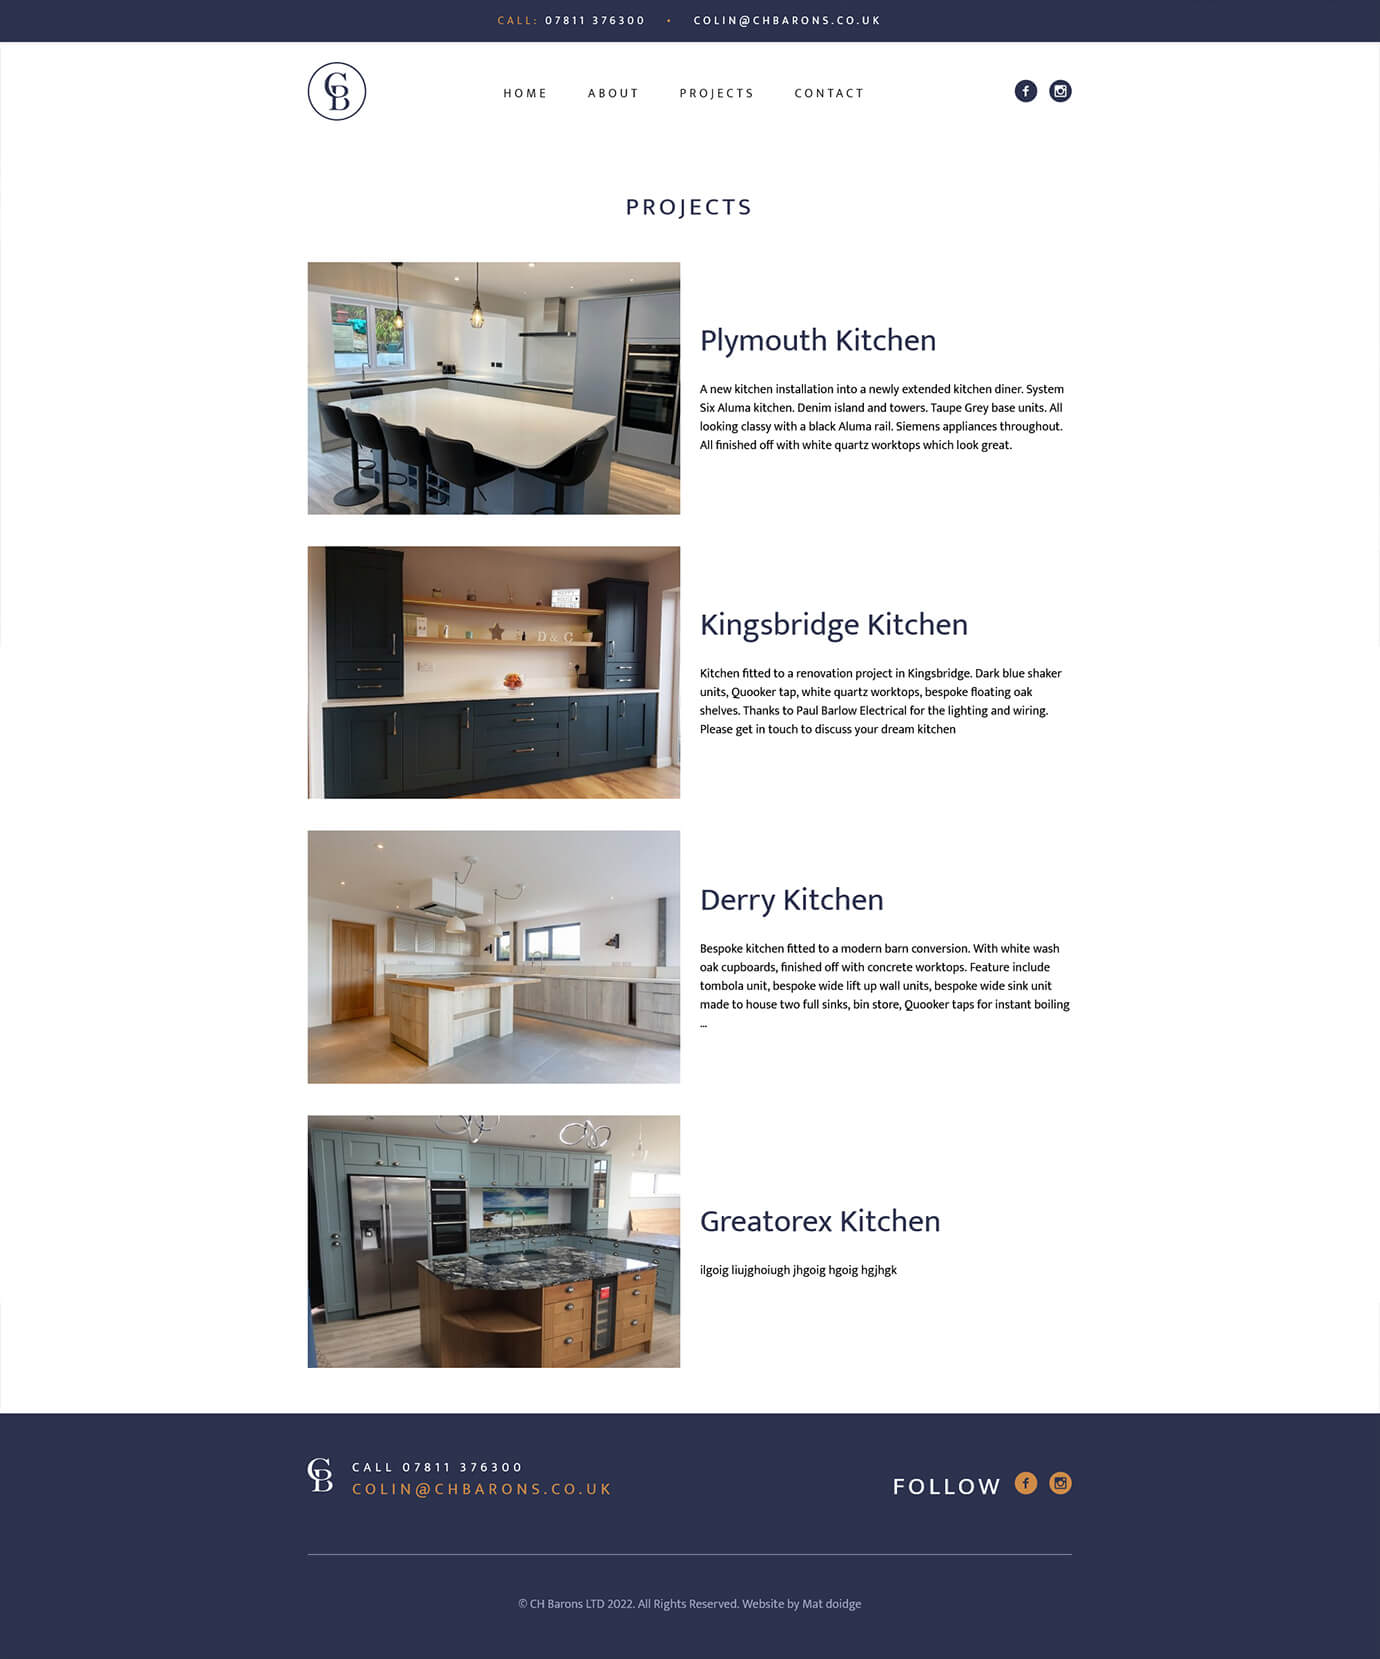 CALL: 07811 376300 • COLIN@CHBARONS.CO.UK
CB
HOME ABOUT PROJECTS CONTACT
PROJECTS
Plymouth Kitchen
A new kitchen installation into a newly extended kitchen diner. System
Six Aluma kitchen. Denim island and towers. Taupe Grey base units. All
looking classy with a black Aluma rail. Siemens appliances throughout.
All finished off with white quartz worktops which look great.
D & C
Kingsbridge Kitchen
Kitchen fitted to a renovation project in Kingsbridge. Dark blue shaker
units, Quooker tap, white quartz worktops, bespoke floating oak
shelves. Thanks to Paul Barlow Electrical for the lighting and wiring.
Please get in touch to discuss your dream kitchen
Derry Kitchen
Bespoke kitchen fitted to a modern barn conversion. With white wash
oak cupboards, finished off with concrete worktops. Feature include
tombola unit, bespoke wide lift up wall units, bespoke wide sink unit
made to house two full sinks, bin store, Quooker taps for instant boiling
...
Greatorex Kitchen
ilgoig liujghoiugh jhgoig hgoig hgjhgk
CB
CALL 07811 376300
COLIN@CHBARONS.CO.UK
FOLLOW
© CH Barons LTD 2022. All Rights Reserved. Website by Mat doidge